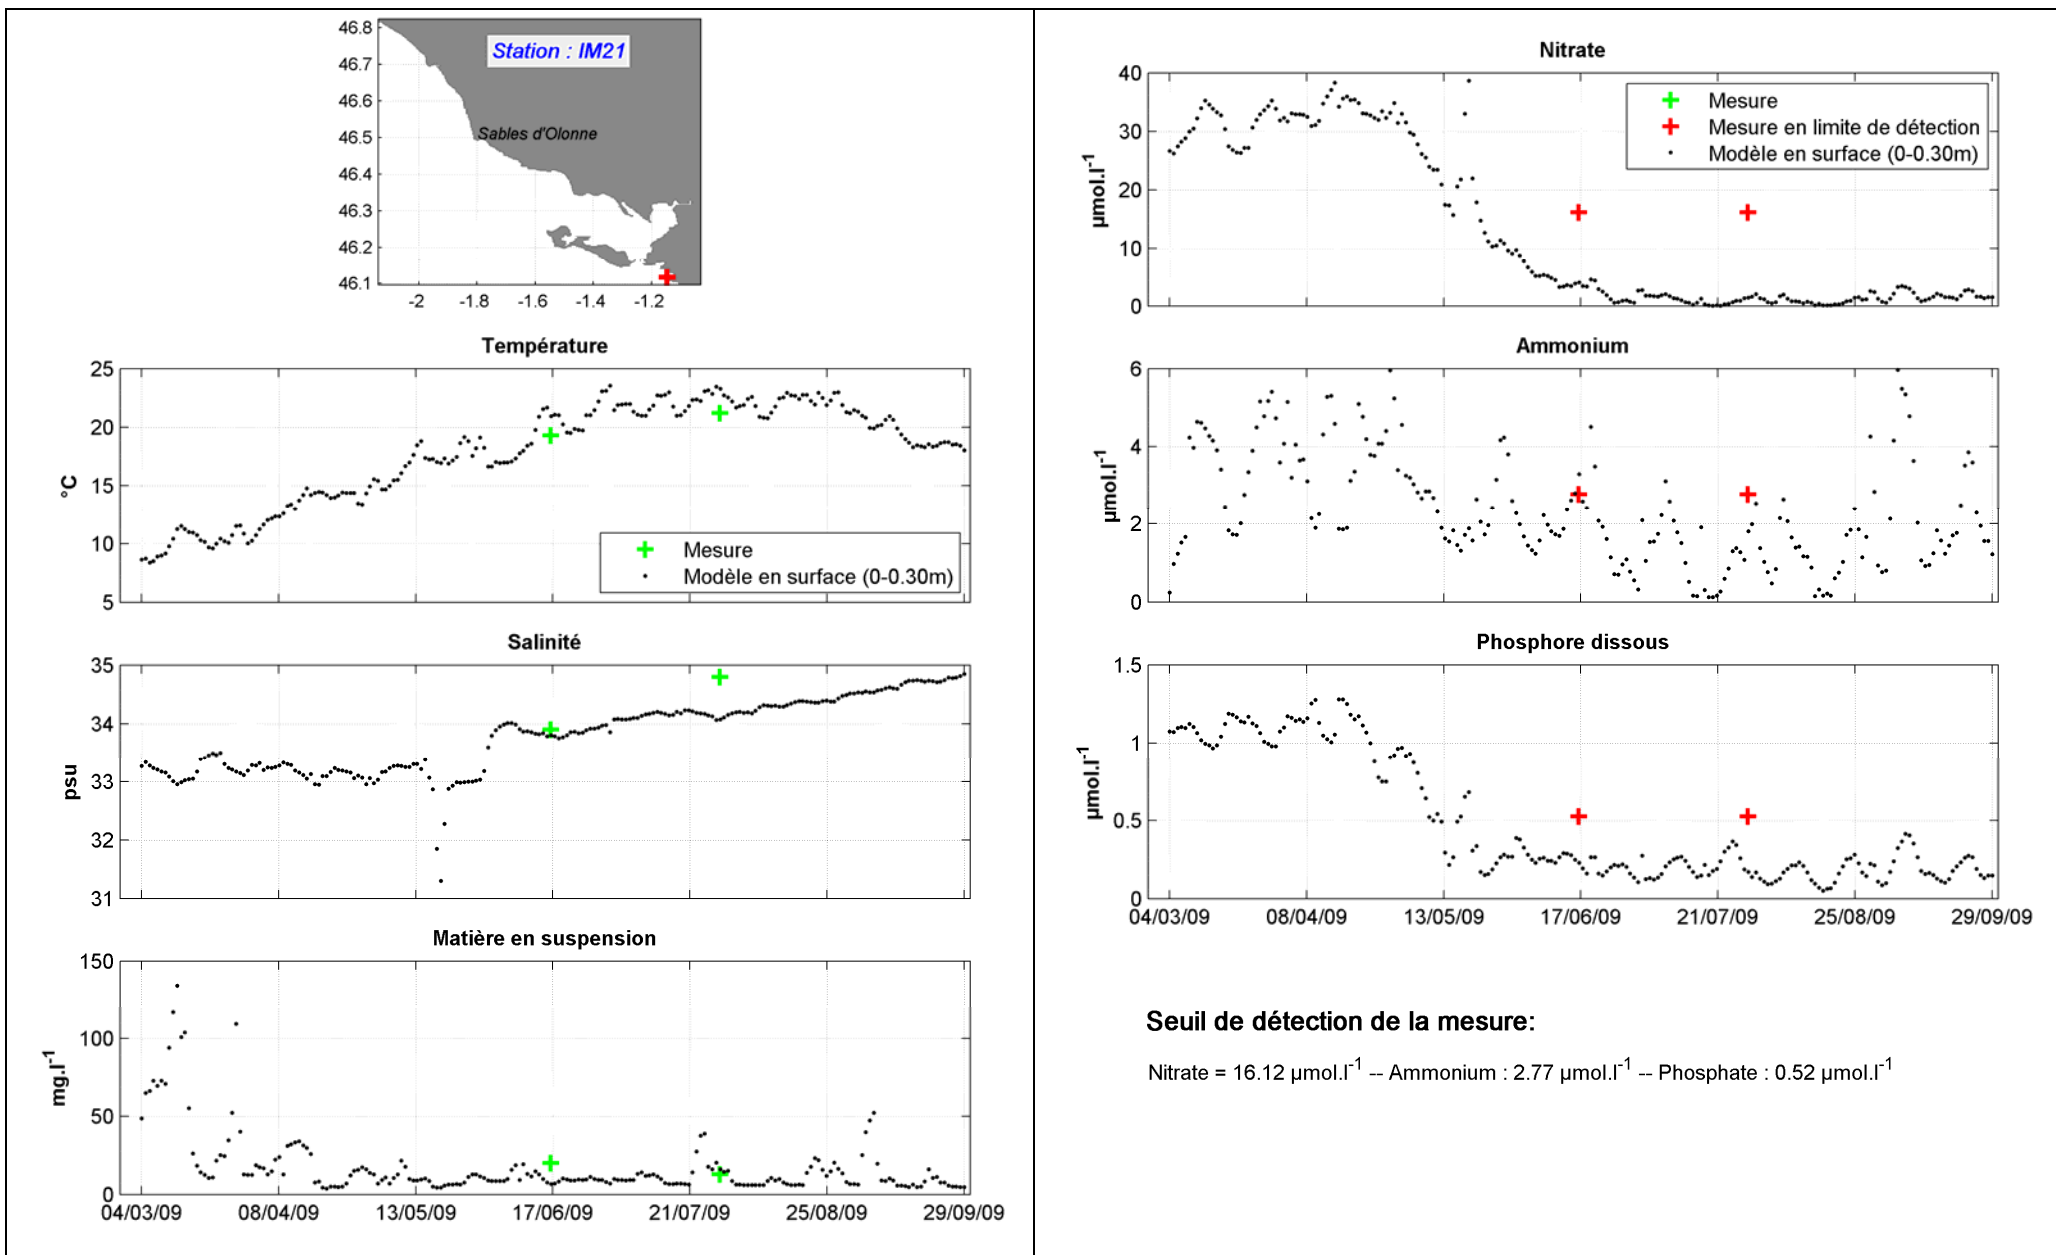 Station : IM21
Sables d'Olonne
46.8
46.7
46.6
46.5
46.4
46.3
46.2
46.1
-2 -1.8 -1.6 -1.4 -1.2
Température
25
20
15
10
5
°C
Mesure
Modèle en surface (0-0.30m)
Salinité
35
34
33
32
31
psu
Matière en suspension
150
100
50
0
mg.l-1
04/03/09 08/04/09 13/05/09 17/06/09 21/07/09 25/08/09 29/09/09
Nitrate
40
30
20
10
0
µmol.l-1
Mesure
Mesure en limite de détection
Modèle en surface (0-0.30m)
Ammonium
6
4
2
0
µmol.l-1
Phosphore dissous
1.5
1
0.5
0
µmol.l-1
04/03/09 08/04/09 13/05/09 17/06/09 21/07/09 25/08/09 29/09/09
Seuil de détection de la mesure:
Nitrate = 16.12 µmol.l-1 -- Ammonium : 2.77 µmol.l-1 -- Phosphate : 0.52 µmol.l-1